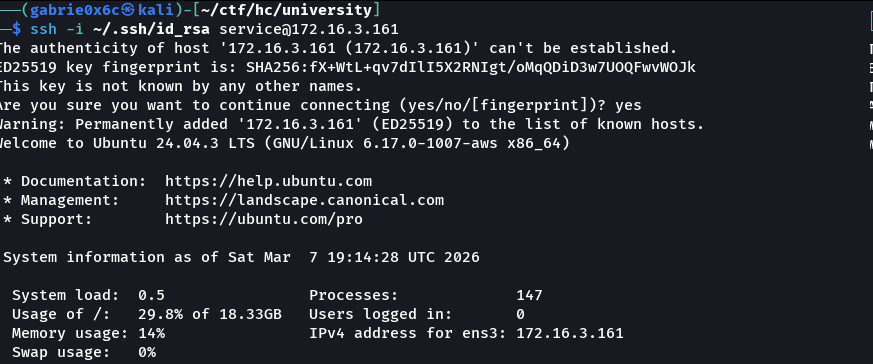 ──(gabrie0x6c㉿kali)-[~/ctf/hc/university]
─$ ssh -i ~/.ssh/id_rsa service@172.16.3.161
The authenticity of host '172.16.3.161 (172.16.3.161)' can't be established.
ED25519 key fingerprint is: SHA256:fX+WtL+qv7dIlI5X2RNIgt/oMqQDiD3w7UOQFwvWOJk
This key is not known by any other names.
Are you sure you want to continue connecting (yes/no/[fingerprint])? yes
Warning: Permanently added '172.16.3.161' (ED25519) to the list of known hosts.
Welcome to Ubuntu 24.04.3 LTS (GNU/Linux 6.17.0-1007-aws x86_64)
* Documentation:  https://help.ubuntu.com
* Management:     https://landscape.canonical.com
* Support:        https://ubuntu.com/pro
System information as of Sat Mar  7 19:14:28 UTC 2026
System load:  0.5                Processes:             147
Usage of /:   29.8% of 18.33GB   Users logged in:       0
Memory usage: 14%                IPv4 address for ens3: 172.16.3.161
Swap usage:   0%